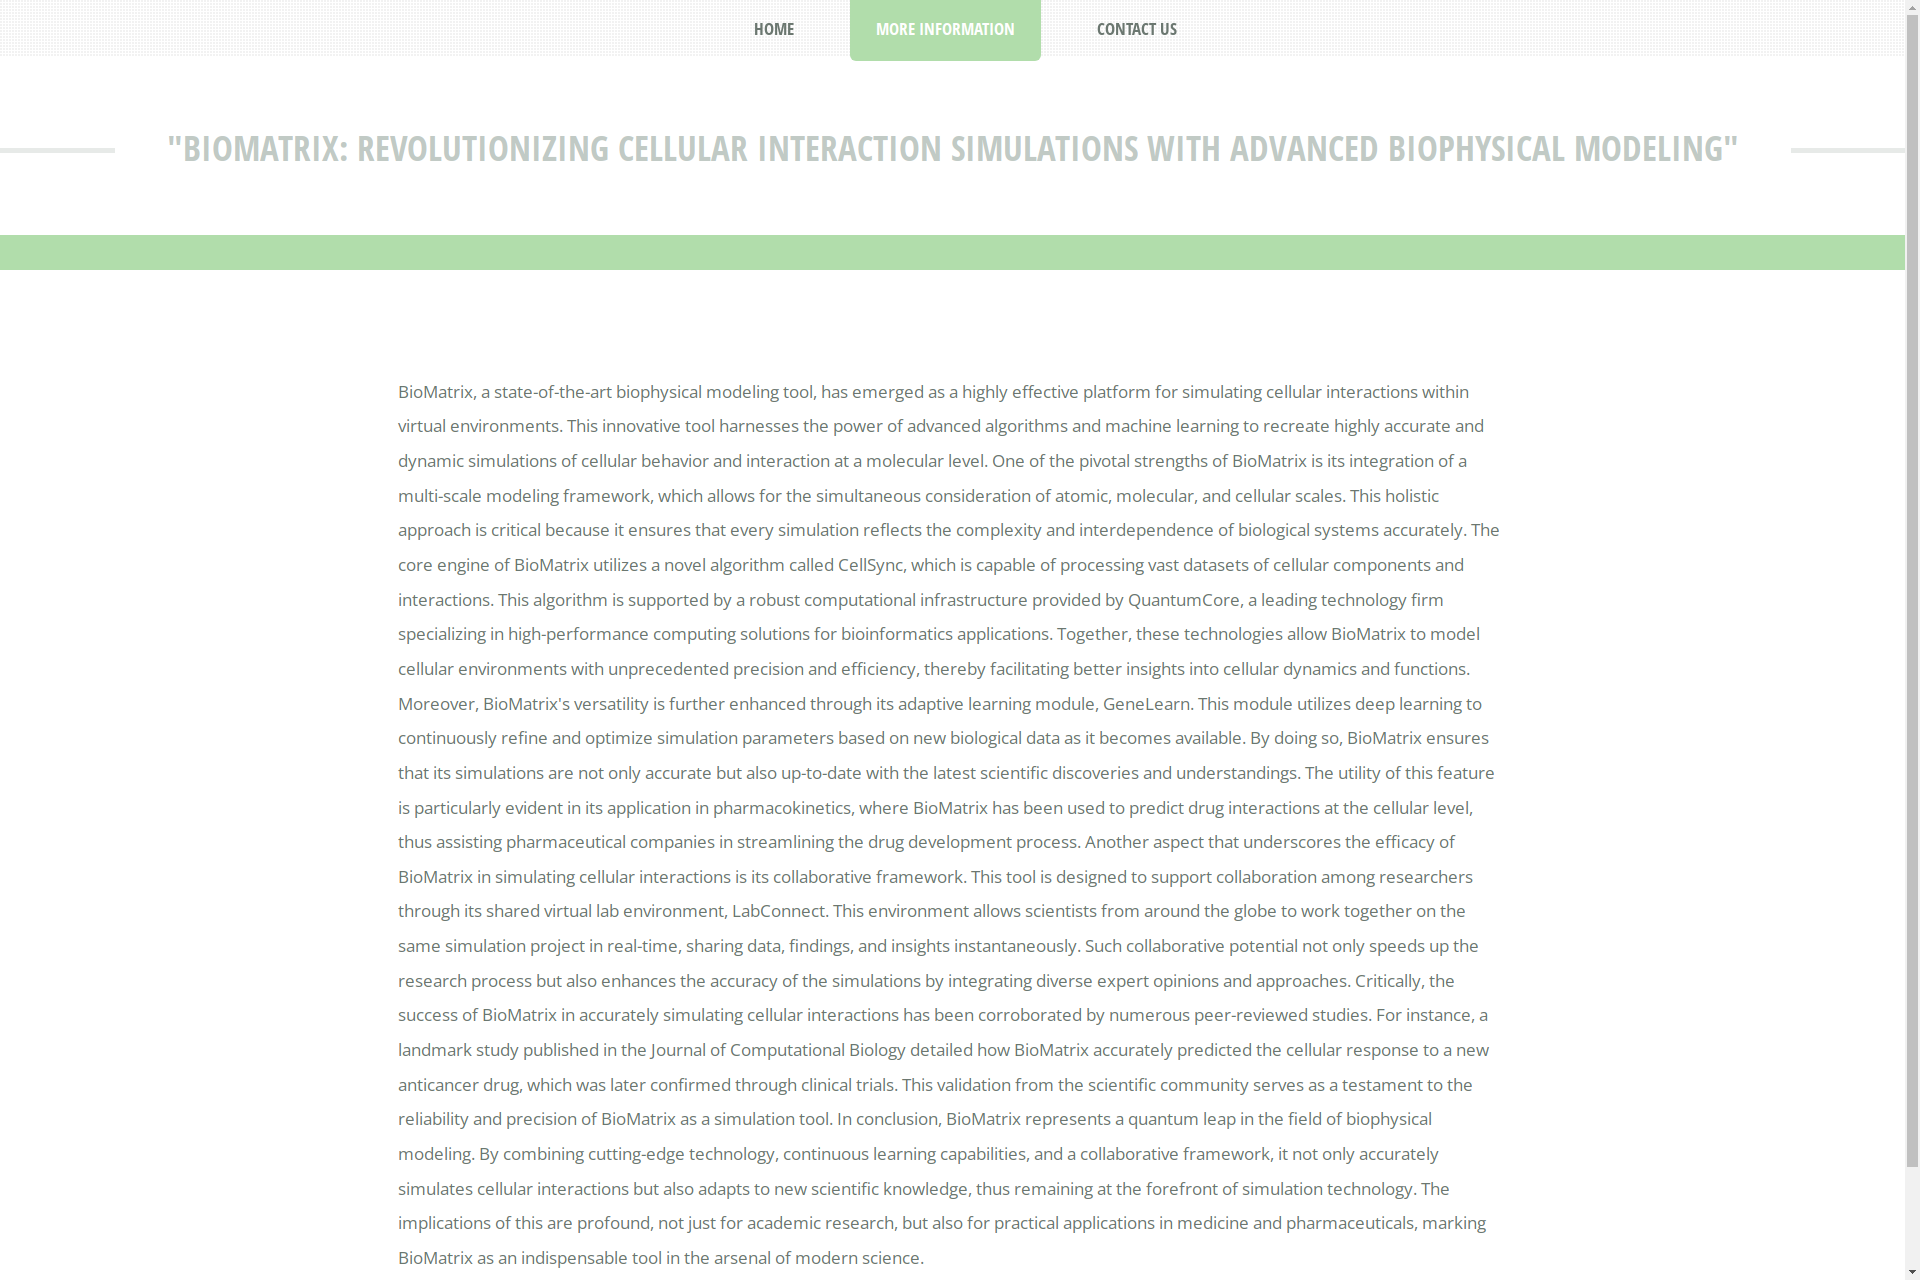 HOME
MORE INFORMATION
CONTACT US
"BIOMATRIX: REVOLUTIONIZING CELLULAR INTERACTION SIMULATIONS WITH ADVANCED BIOPHYSICAL MODELING"
BioMatrix, a state-of-the-art biophysical modeling tool, has emerged as a highly effective platform for simulating cellular interactions within
virtual environments. This innovative tool harnesses the power of advanced algorithms and machine learning to recreate highly accurate and
dynamic simulations of cellular behavior and interaction at a molecular level. One of the pivotal strengths of BioMatrix is its integration of a
multi-scale modeling framework, which allows for the simultaneous consideration of atomic, molecular, and cellular scales. This holistic
approach is critical because it ensures that every simulation reflects the complexity and interdependence of biological systems accurately. The
core engine of BioMatrix utilizes a novel algorithm called CellSync, which is capable of processing vast datasets of cellular components and
interactions. This algorithm is supported by a robust computational infrastructure provided by QuantumCore, a leading technology firm
specializing in high-performance computing solutions for bioinformatics applications. Together, these technologies allow BioMatrix to model
cellular environments with unprecedented precision and efficiency, thereby facilitating better insights into cellular dynamics and functions.
Moreover, BioMatrix's versatility is further enhanced through its adaptive learning module, GeneLearn. This module utilizes deep learning to
continuously refine and optimize simulation parameters based on new biological data as it becomes available. By doing so, BioMatrix ensures
that its simulations are not only accurate but also up-to-date with the latest scientific discoveries and understandings. The utility of this feature
is particularly evident in its application in pharmacokinetics, where BioMatrix has been used to predict drug interactions at the cellular level,
thus assisting pharmaceutical companies in streamlining the drug development process. Another aspect that underscores the efficacy of
BioMatrix in simulating cellular interactions is its collaborative framework. This tool is designed to support collaboration among researchers
through its shared virtual lab environment, LabConnect. This environment allows scientists from around the globe to work together on the
same simulation project in real-time, sharing data, findings, and insights instantaneously. Such collaborative potential not only speeds up the
research process but also enhances the accuracy of the simulations by integrating diverse expert opinions and approaches. Critically, the
success of BioMatrix in accurately simulating cellular interactions has been corroborated by numerous peer-reviewed studies. For instance, a
landmark study published in the Journal of Computational Biology detailed how BioMatrix accurately predicted the cellular response to a new
anticancer drug, which was later confirmed through clinical trials. This validation from the scientific community serves as a testament to the
reliability and precision of BioMatrix as a simulation tool. In conclusion, BioMatrix represents a quantum leap in the field of biophysical
modeling. By combining cutting-edge technology, continuous learning capabilities, and a collaborative framework, it not only accurately
simulates cellular interactions but also adapts to new scientific knowledge, thus remaining at the forefront of simulation technology. The
implications of this are profound, not just for academic research, but also for practical applications in medicine and pharmaceuticals, marking
BioMatrix as an indispensable tool in the arsenal of modern science.